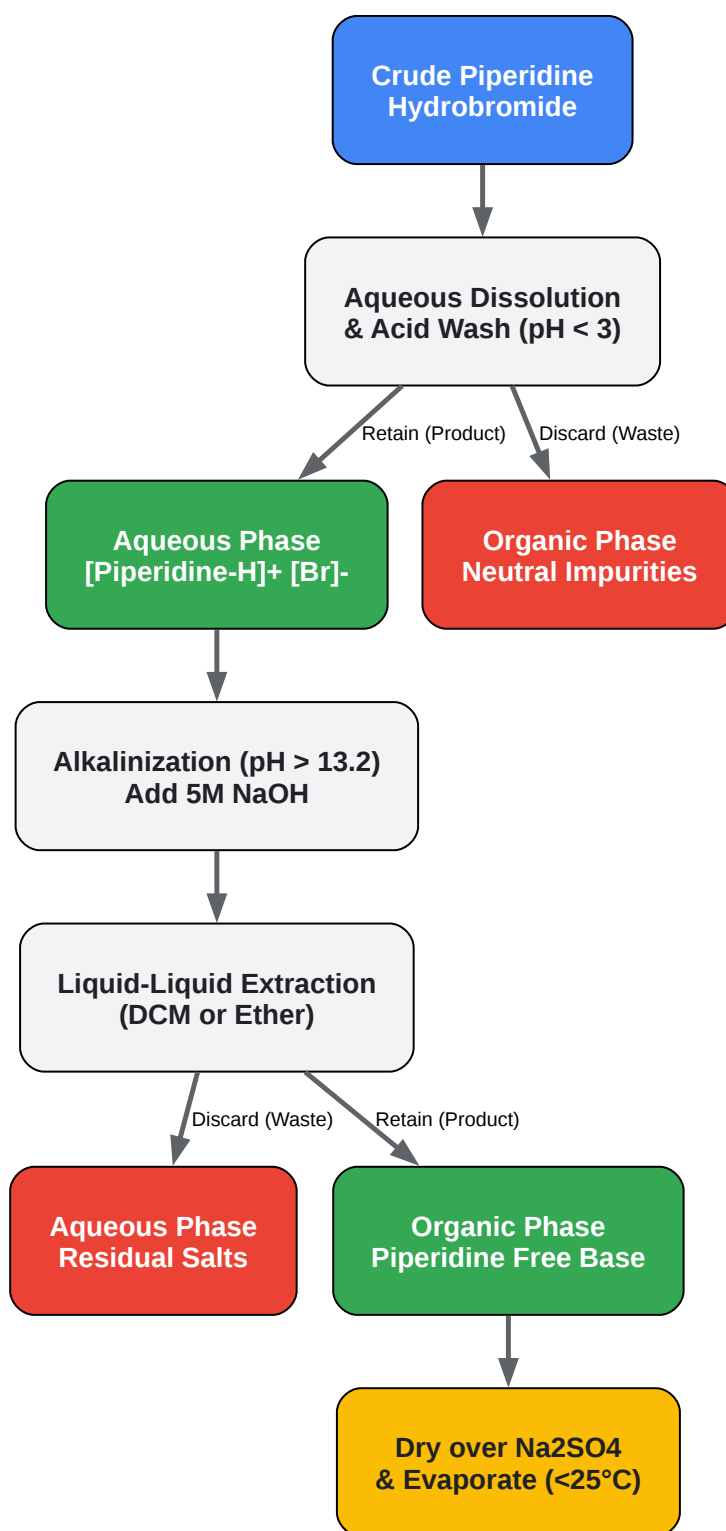 Crude Piperidine
Hydrobromide
Aqueous Dissolution
& Acid Wash (pH < 3)
Retain (Product)
Discard (Waste)
Aqueous Phase
[Piperidine-H]+ [Br]-
Organic Phase
Neutral Impurities
Alkalinization (pH > 13.2)
Add 5M NaOH
Liquid-Liquid Extraction
(DCM or Ether)
Discard (Waste)
Retain (Product)
Aqueous Phase
Residual Salts
Organic Phase
Piperidine Free Base
Dry over Na2SO4
& Evaporate (<25°C)